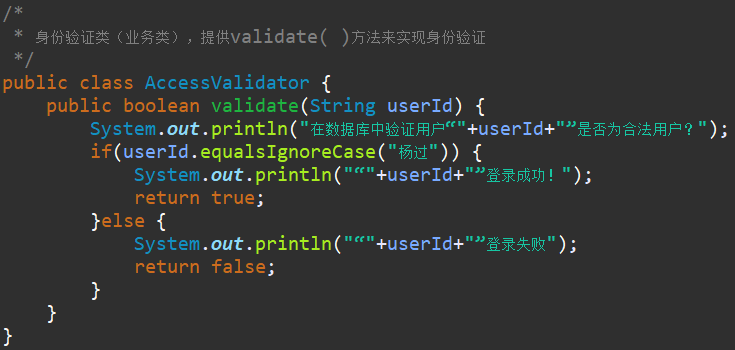 /*
 * 身份验证类（业务类），提供validate( )方法来实现身份验证
 */
public class AccessValidator {
    public boolean validate(String userId) {
        System.out.println("在数据库中验证用户“"+userId+"”是否为合法用户？");
        if(userId.equalsIgnoreCase("杨过")) {
            System.out.println("“"+userId+"”登录成功！");
            return true;
        }else {
            System.out.println("“"+userId+"”登录失败");
            return false;
        }
    }
}